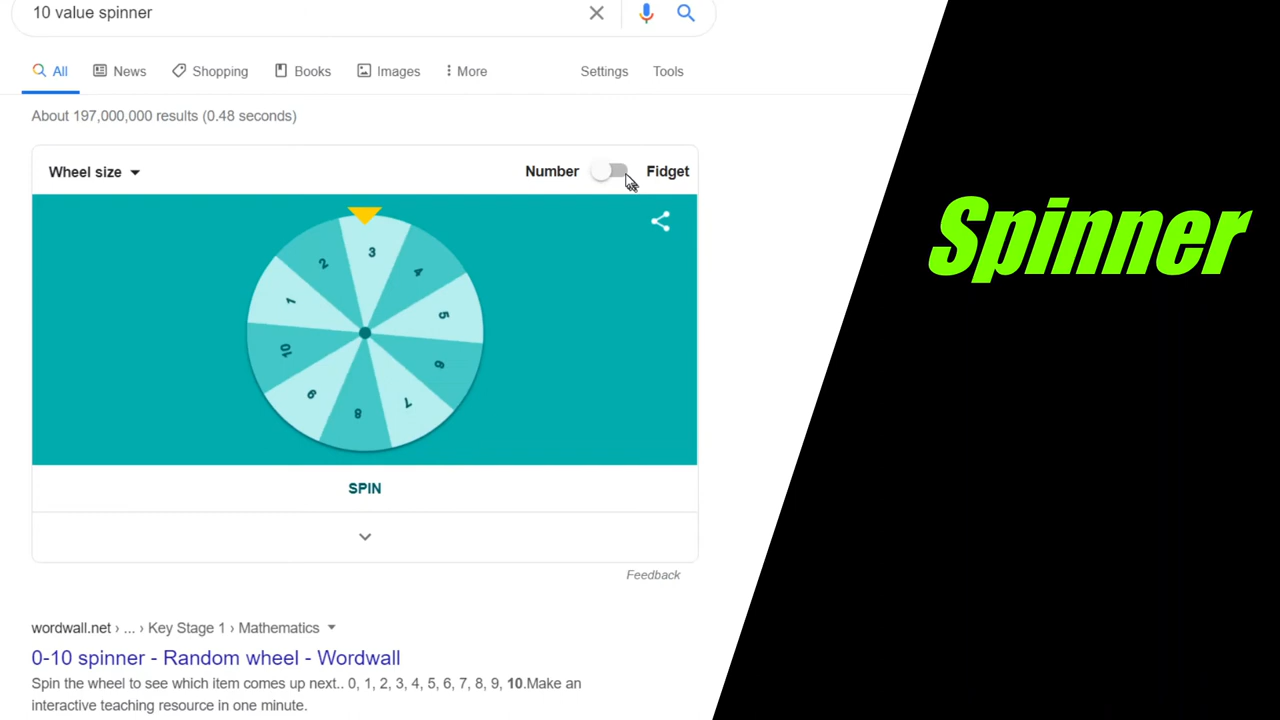 10 value spinner
All News Shopping Books Images More Settings Tools
About 197,000,000 results (0.48 seconds)
Wheel size Number Fidget
Spinner
3
2
4
1
5
10
6
9
7
8
SPIN
Feedback
wordwall.net › ... › Key Stage 1 › Mathematics
0-10 spinner - Random wheel - Wordwall
Spin the wheel to see which item comes up next.. 0, 1, 2, 3, 4, 5, 6, 7, 8, 9, 10.Make an
interactive teaching resource in one minute.